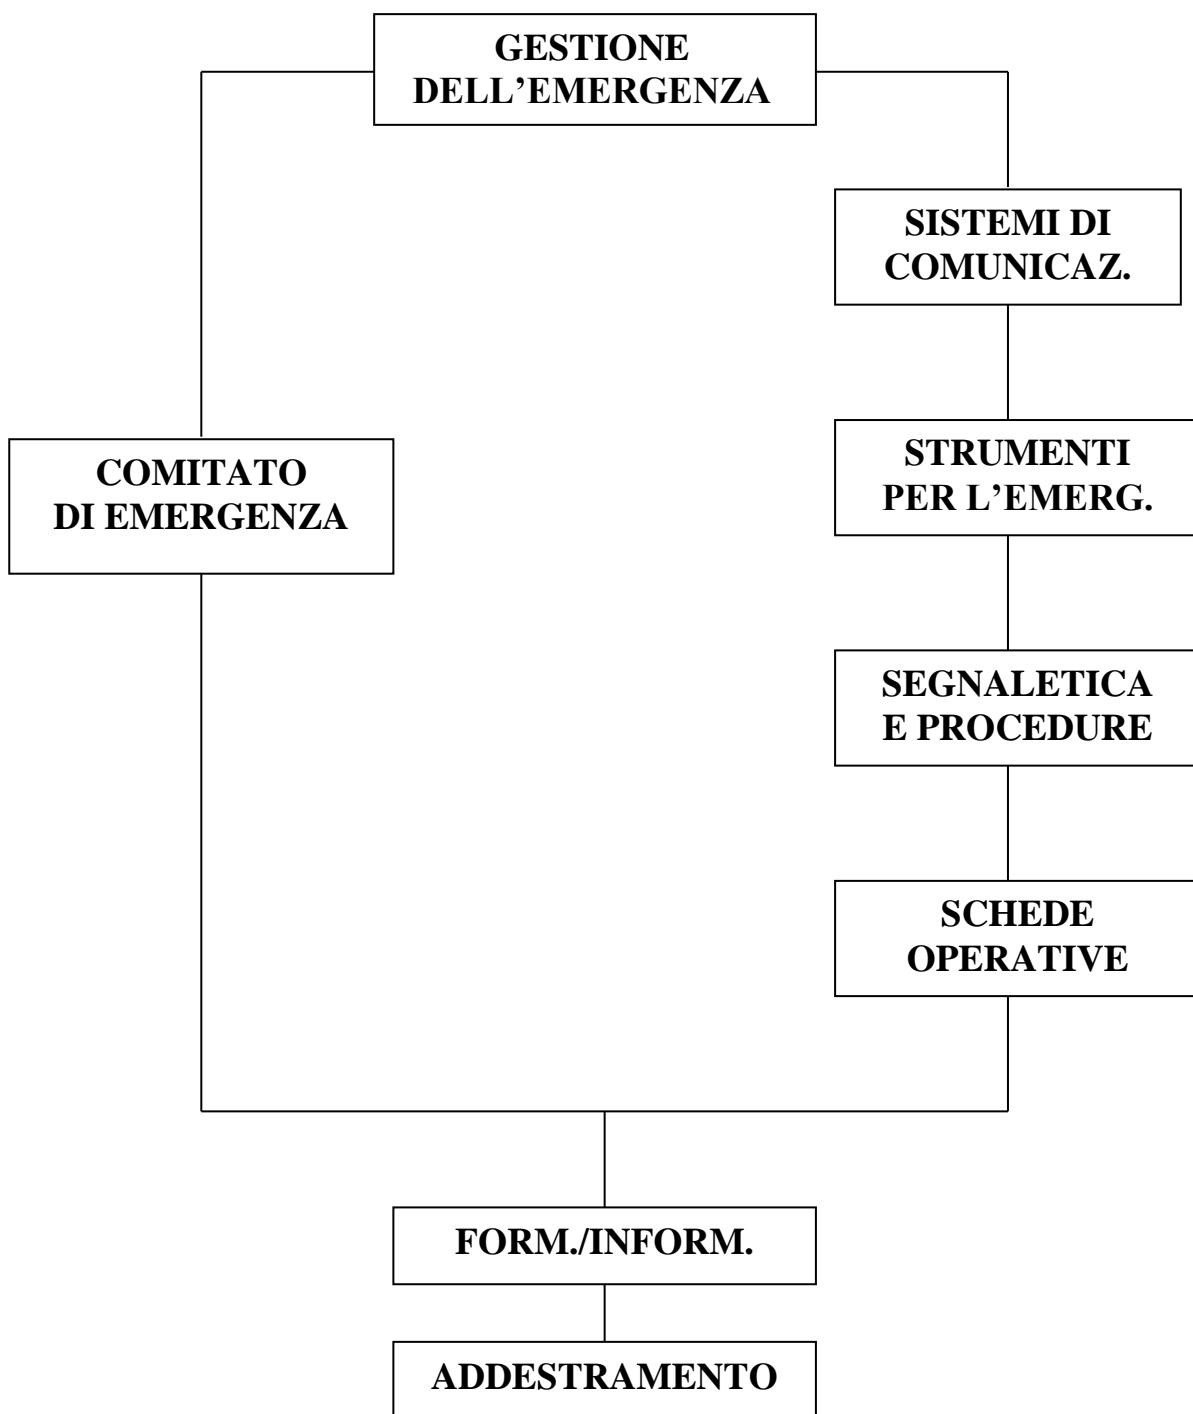 GESTIONE
DELL’EMERGENZA
SISTEMI DI
COMUNICAZ.
COMITATO
DI EMERGENZA
STRUMENTI
PER L’EMERG.
SEGNALETICA
E PROCEDURE
SCHEDE
OPERATIVE
FORM./INFORM.
ADDESTRAMENTO